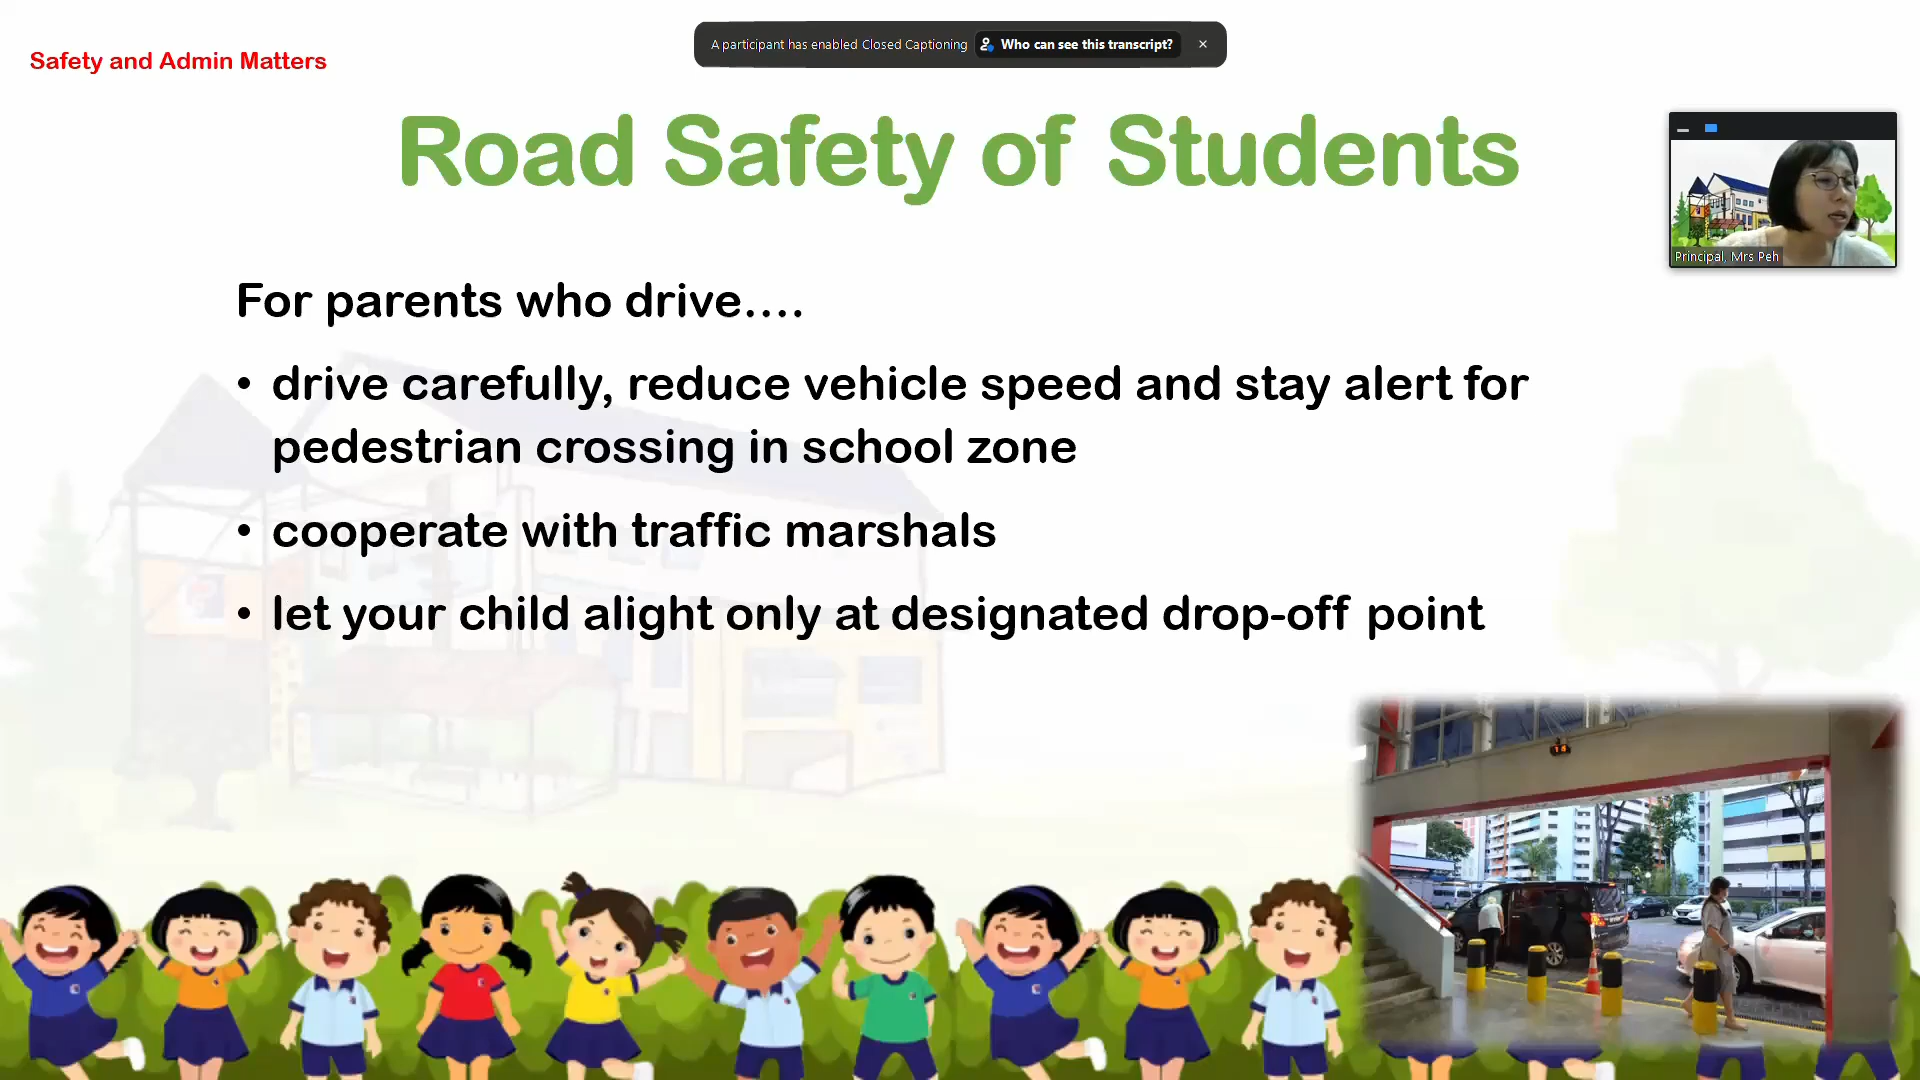 A participant has enabled Closed Captioning Who can see this transcript?
Safety and Admin Matters
Road Safety of Students
Principal, Mrs Peh
For parents who drive....
• drive carefully, reduce vehicle speed and stay alert for
pedestrian crossing in school zone
• cooperate with traffic marshals
• let your child alight only at designated drop-off point